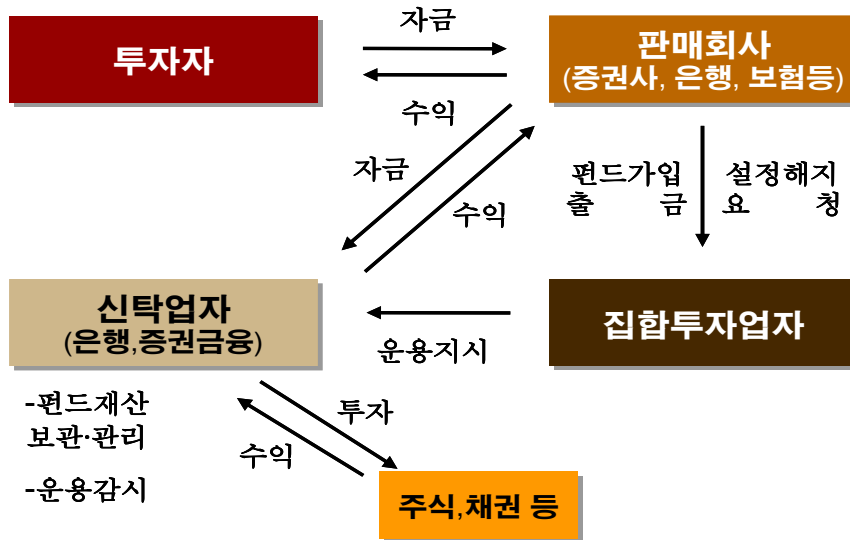 자금
투자자
판매회사
(증권사, 은행, 보험등)
수익
자금
펀드가입 설정해지
출 금 요 청
수익
신탁업자
(은행,증권금융)
집합투자업자
운용지시
-펀드재산
보관·관리
투자
수익
-운용감시
주식,채권 등